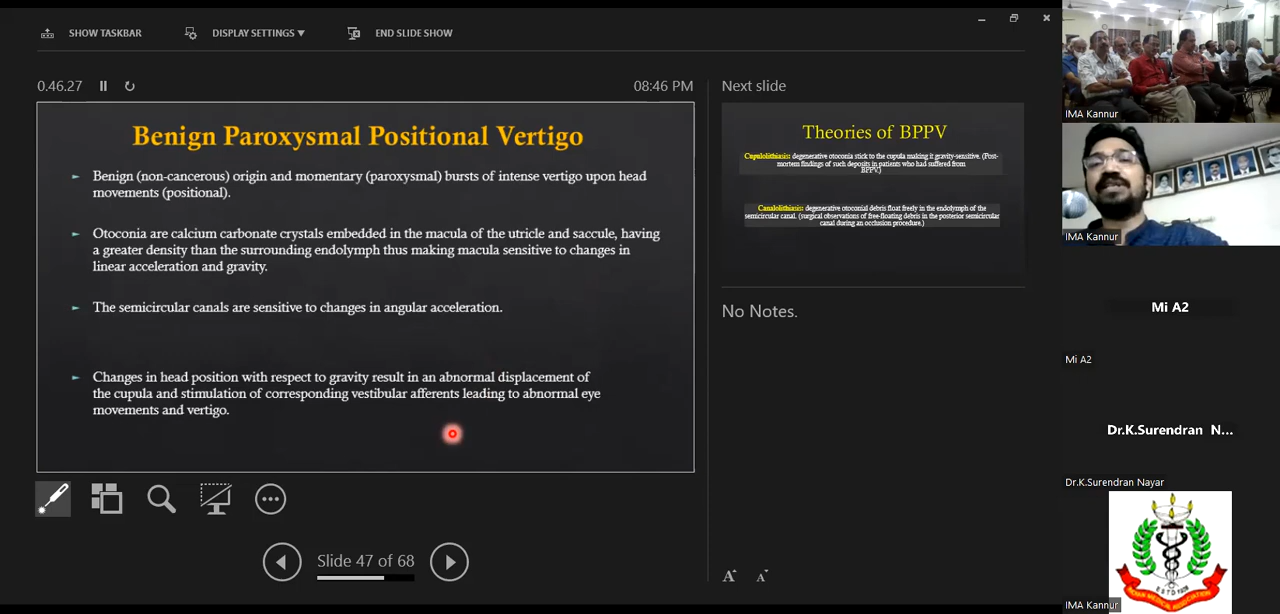 SHOW TASKBAR
DISPLAY SETTINGS ▼
END SLIDE SHOW
0.46.27
08:46 PM
Benign Paroxysmal Positional Vertigo
Benign (non-cancerous) origin and momentary (paroxysmal) bursts of intense vertigo upon head
movements (positional).
Otoconia are calcium carbonate crystals embedded in the macula of the utricle and saccule, having
a greater density than the surrounding endolymph thus making macula sensitive to changes in
linear acceleration and gravity.
The semicircular canals are sensitive to changes in angular acceleration.
Changes in head position with respect to gravity result in an abnormal displacement of
the cupula and stimulation of corresponding vestibular afferents leading to abnormal eye
movements and vertigo.
Slide 47 of 68
Next slide
Theories of BPPV
Cupulolithiasis: degenerative otoconia stick to the cupula making it gravity-sensitive. (Post-
mortem findings of such deposits in patients who had suffered from
BPPV.)
Canalolithiasis: degenerative otoconial debris float freely in the endolymph of the
semicircular canal. (surgical observations of free-floating debris in the posterior semicircular
canal during an occlusion procedure.)
No Notes.
A A
IMA Kannur
IMA Kannur
Mi A2
Mi A2
Dr.K.Surendran N...
Dr.K.Surendran Nayar
INDIAN MEDICAL ASSOCIATION
ESTD 1928
IMA Kannur